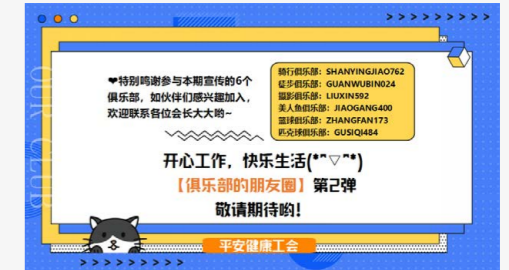 OUR CLUB
❤特别鸣谢参与本期宣传的6个
俱乐部，如伙伴们感兴趣加入，
欢迎联系各位会长大大哟~
骑行俱乐部：SHANYINGJIAO762
徒步俱乐部：GUANWUBIN024
摄影俱乐部：LIUXIN592
美人鱼俱乐部：JIAOGANG400
篮球俱乐部：ZHANGFAN173
匹克球俱乐部：GUSIQI484
开心工作，快乐生活(*^▽^*)
【俱乐部的朋友圈】第2弹
敬请期待哟！
平安健康工会